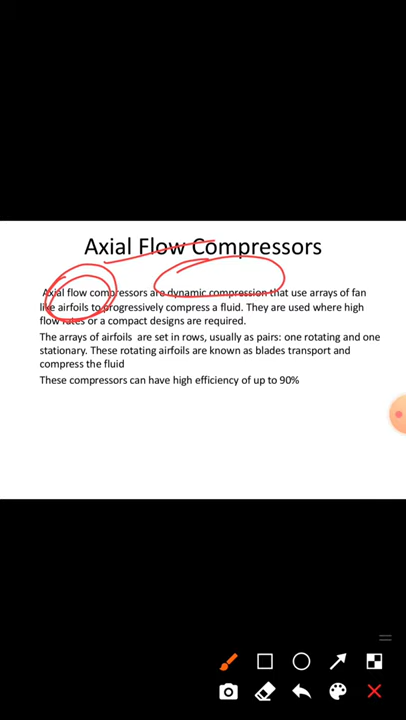 Axial Flow Compressors
Axial flow compressors are dynamic compression that use arrays of fan
like airfoils to progressively compress a fluid. They are used where high
flow rates or a compact designs are required.
The arrays of airfoils are set in rows, usually as pairs: one rotating and one
stationary. These rotating airfoils are known as blades transport and
compress the fluid
These compressors can have high efficiency of up to 90%